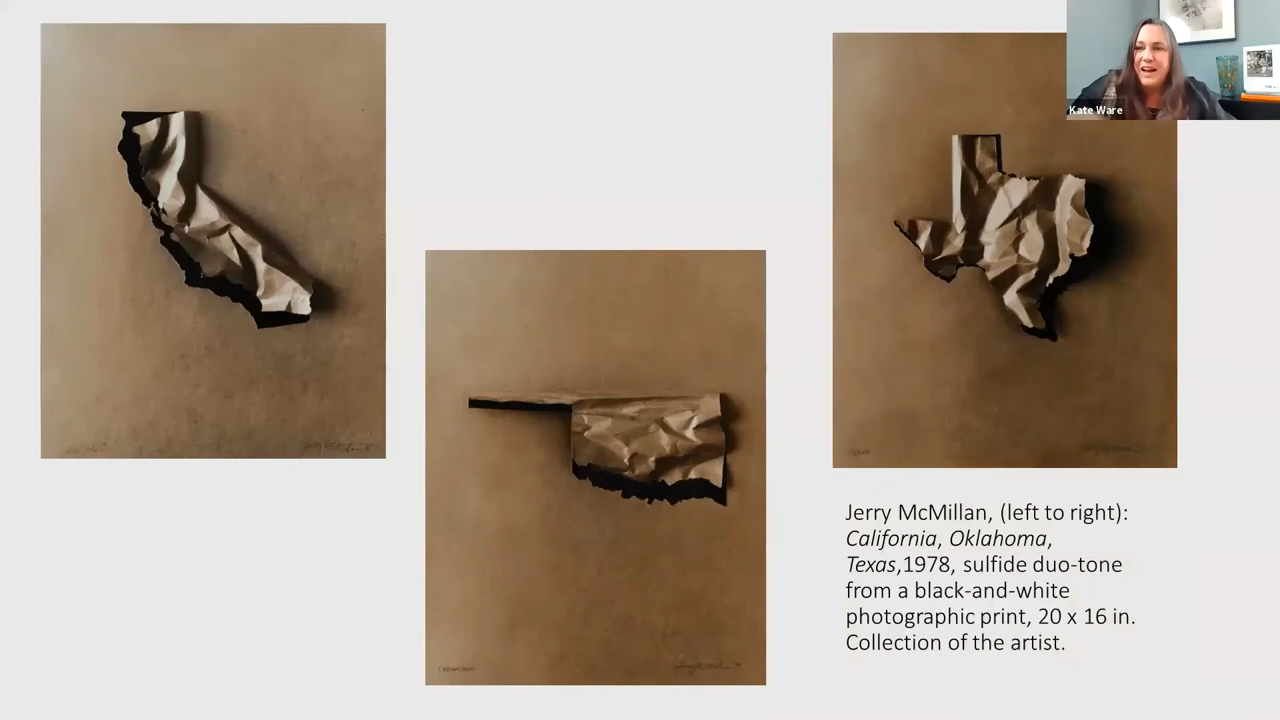 Kate Ware
Jerry McMillan, (left to right):
California, Oklahoma,
Texas,1978, sulfide duo-tone
from a black-and-white
photographic print, 20 x 16 in.
Collection of the artist.